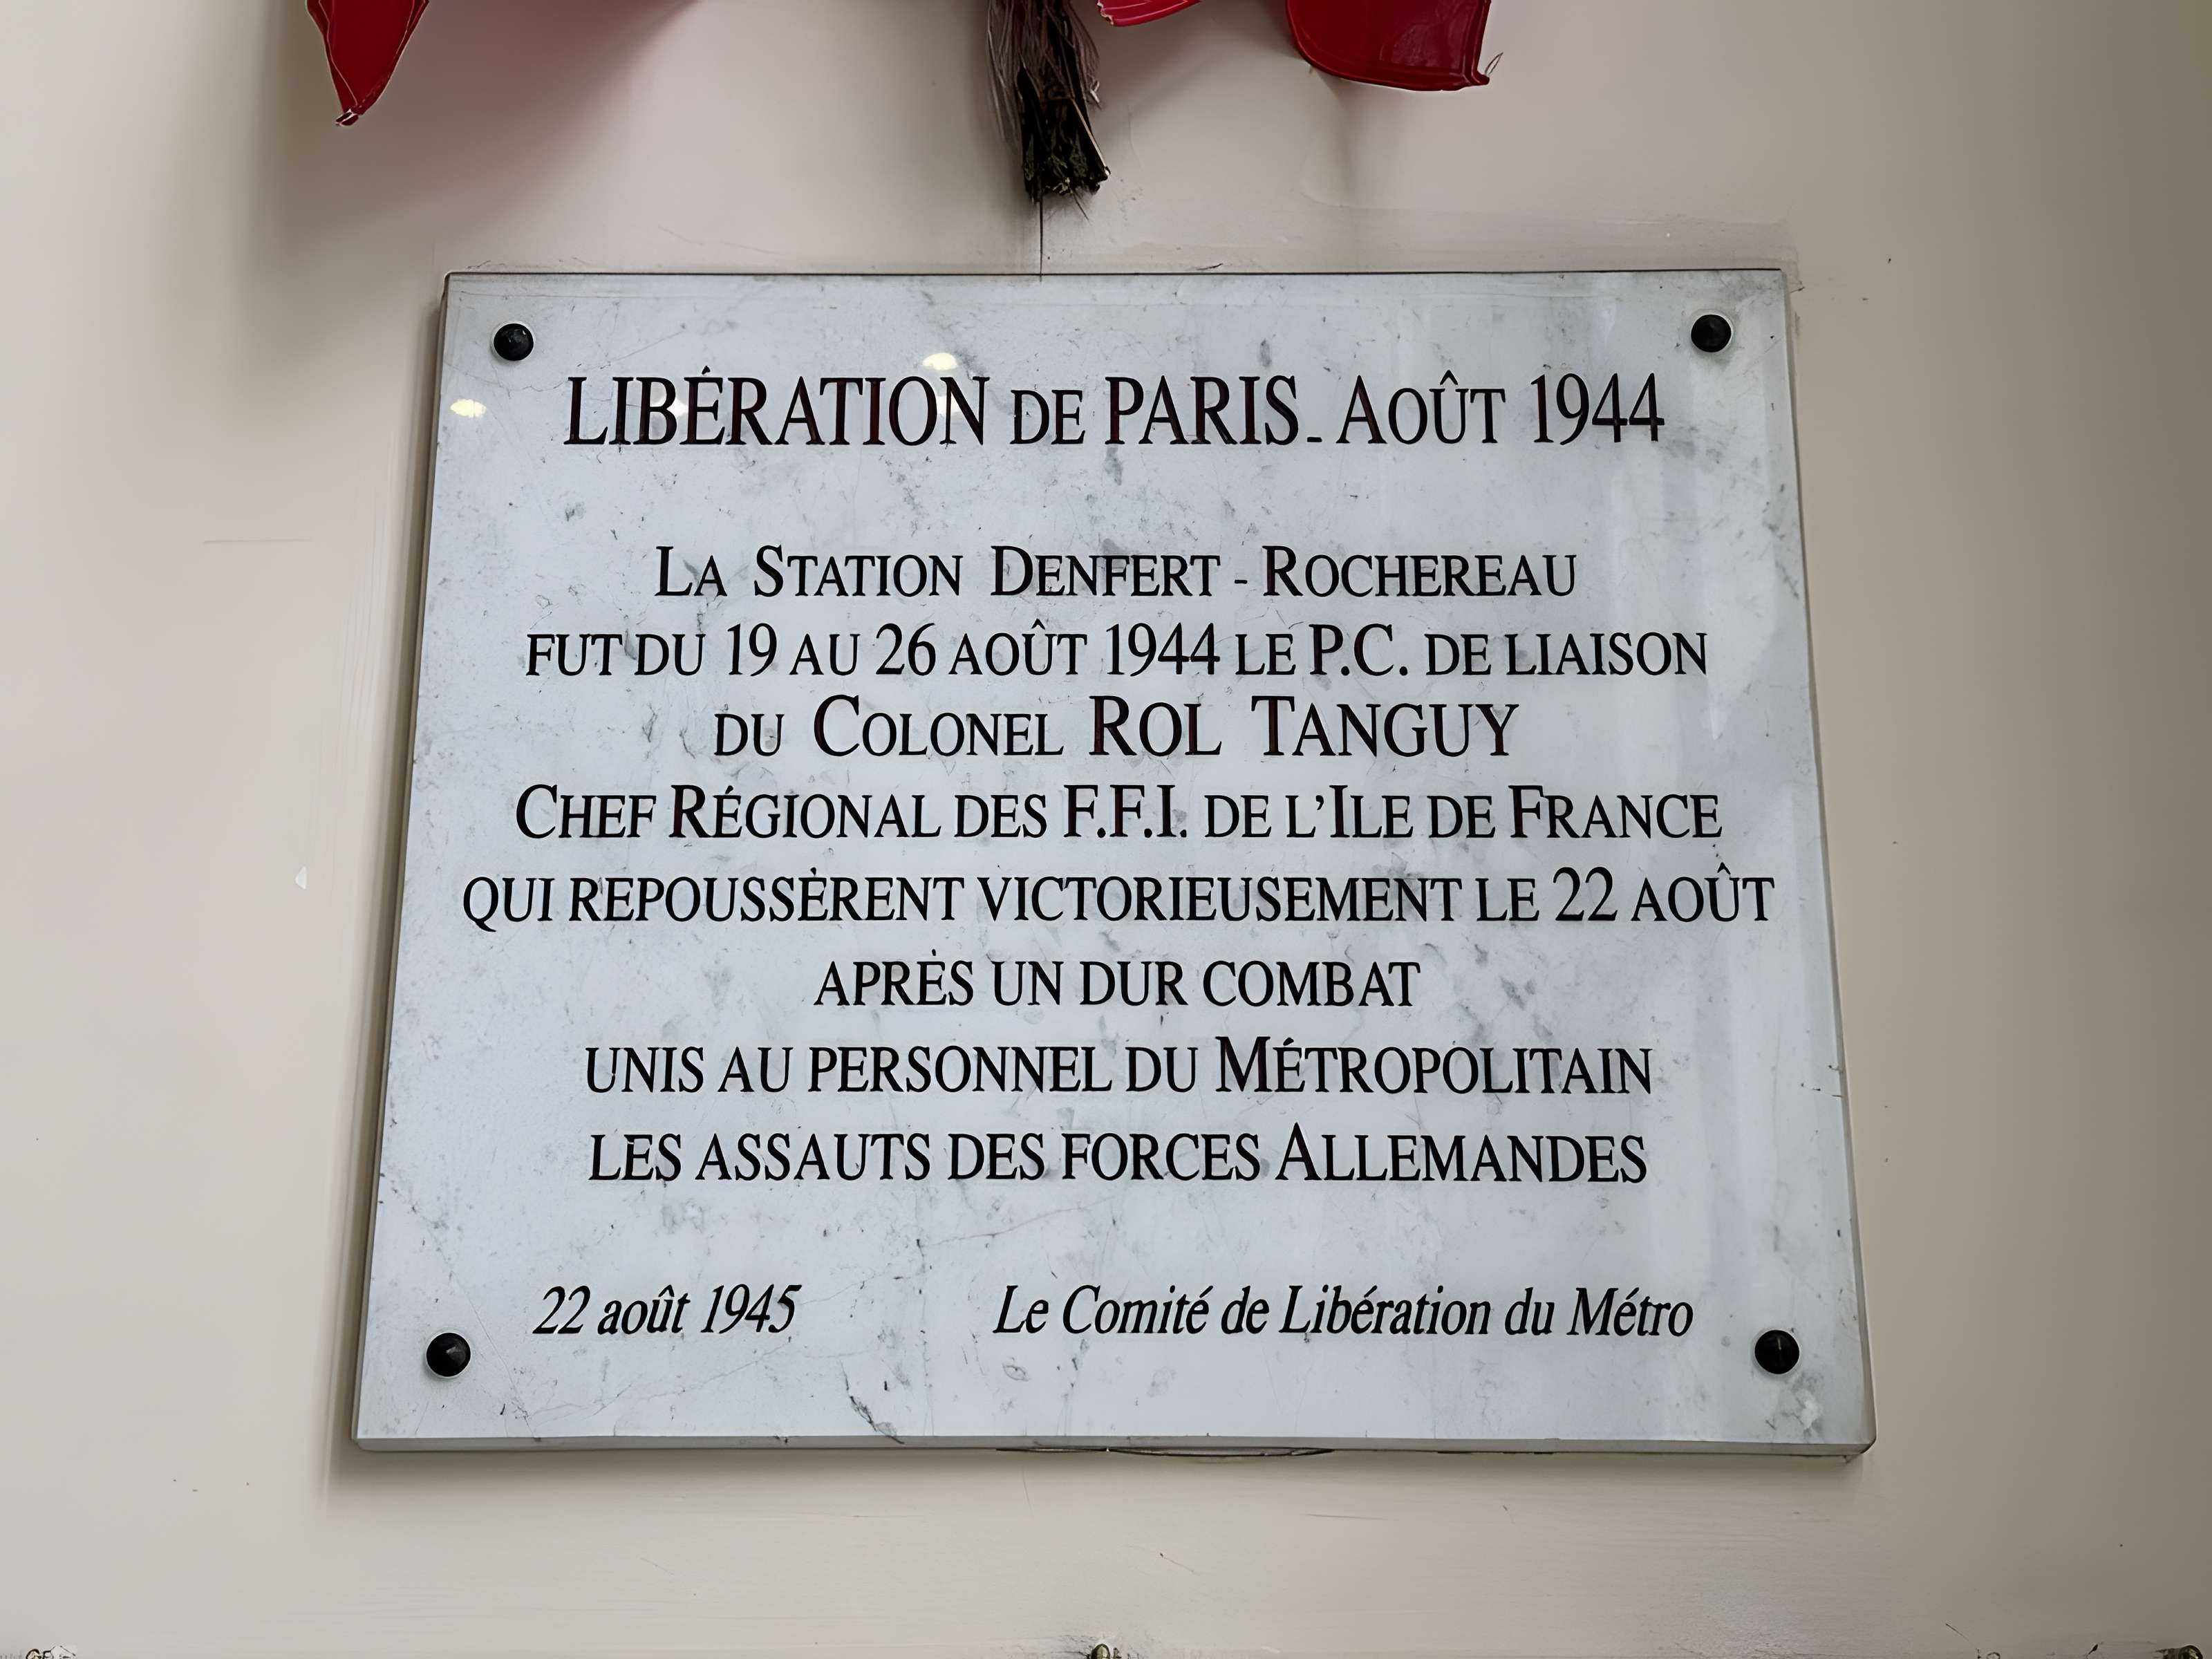 LIBÉRATION DE PARIS - AOÛT 1944
LA STATION DENFERT - ROCHEREAU
FUT DU 19 AU 26 AOÛT 1944 LE P.C. DE LIAISON
DU COLONEL ROL TANGUY
CHEF RÉGIONAL DES F.F.I. DE L'ILE DE FRANCE
QUI REPOUSSÈRENT VICTORIEUSEMENT LE 22 AOÛT
APRÈS UN DUR COMBAT
UNIS AU PERSONNEL DU MÉTROPOLITAIN
LES ASSAUTS DES FORCES ALLEMANDES
22 août 1945 Le Comité de Libération du Métro